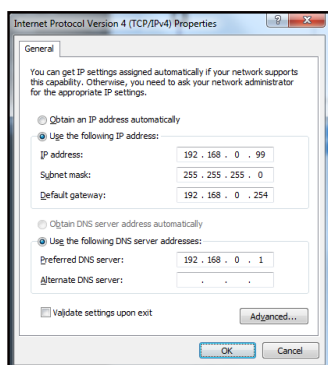 Internet Protocol Version 4 (TCP/IPv4) Properties
General
You can get IP settings assigned automatically if your network supports
this capability. Otherwise, you need to ask your network administrator
for the appropriate IP settings.
Obtain an IP address automatically
Use the following IP address:
IP address: 192 . 168 . 0 . 99
Subnet mask: 255 . 255 . 255 . 0
Default gateway: 192 . 168 . 0 . 254
Obtain DNS server address automatically
Use the following DNS server addresses:
Preferred DNS server: 192 . 168 . 0 . 1
Alternate DNS server: . . .
Validate settings upon exit
Advanced...
OK Cancel